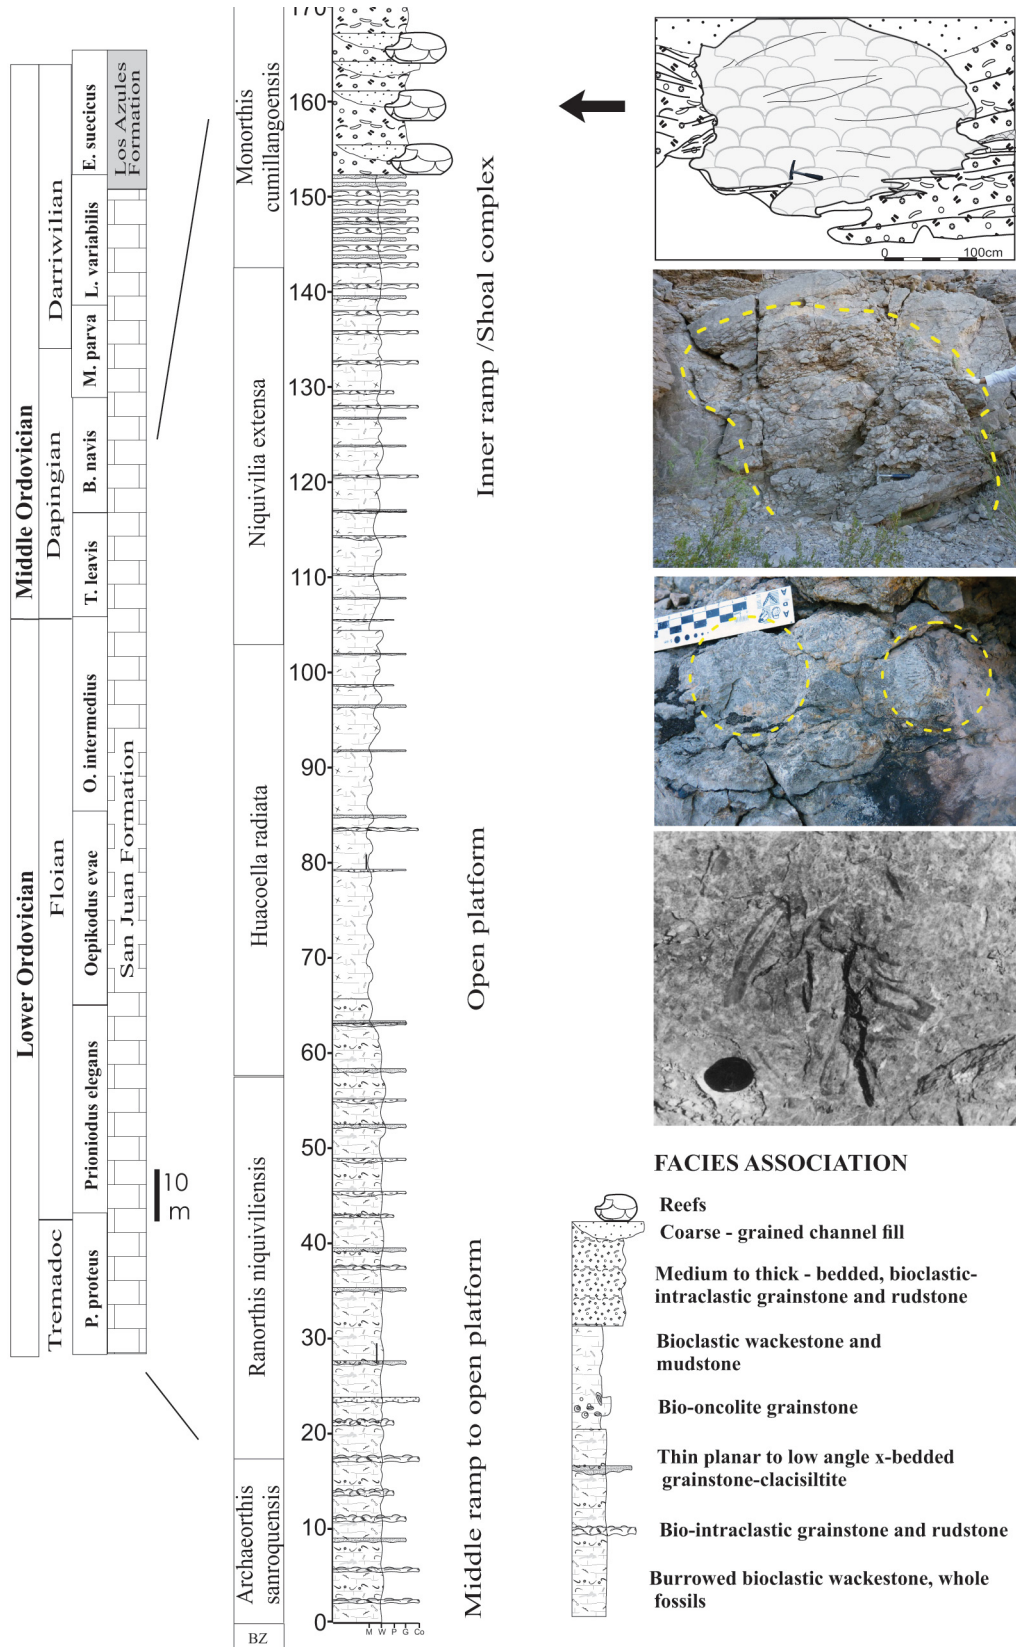 Middle Ordovician
Lower Ordovician
Darriwilian
Dapingian
Floian
Tremadoc
E. suecicus
L. variabilis
M. parva
B. navis
T. leavis
O. intermedius
Oepikodus evae
Prioniodus elegans
P. proteus
Los Azules
Formation
San Juan Formation
10
m
Monorthis
cumillangoensis
Niquivilia extensa
Huacoella radiata
Ranorthis niquiviliensis
Archaeorthis
sanroquensis
BZ
170
160
150
140
130
120
110
100
90
80
70
60
50
40
30
20
10
0
M W P G Co
Inner ramp /Shoal complex
Open platform
Middle ramp to open platform
0 100cm
FACIES ASSOCIATION
Reefs
Coarse - grained channel fill
Medium to thick - bedded, bioclastic-
intraclastic grainstone and rudstone
Bioclastic wackestone and
mudstone
Bio-oncolite grainstone
Thin planar to low angle x-bedded
grainstone-clacisiltite
Bio-intraclastic grainstone and rudstone
Burrowed bioclastic wackestone, whole
fossils